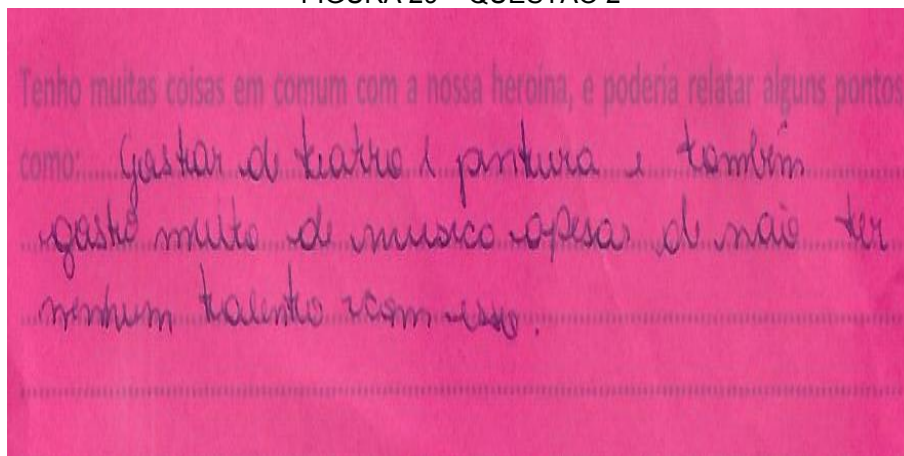 FIGURA 20 – QUESTÃO 2
Tenho muitas coisas em comum com a nossa heroína, e poderia relatar alguns pontos
como: Gostar de teatro e pintura e também
gosto muito de musica apesar de não ter
nenhum talento com isso.